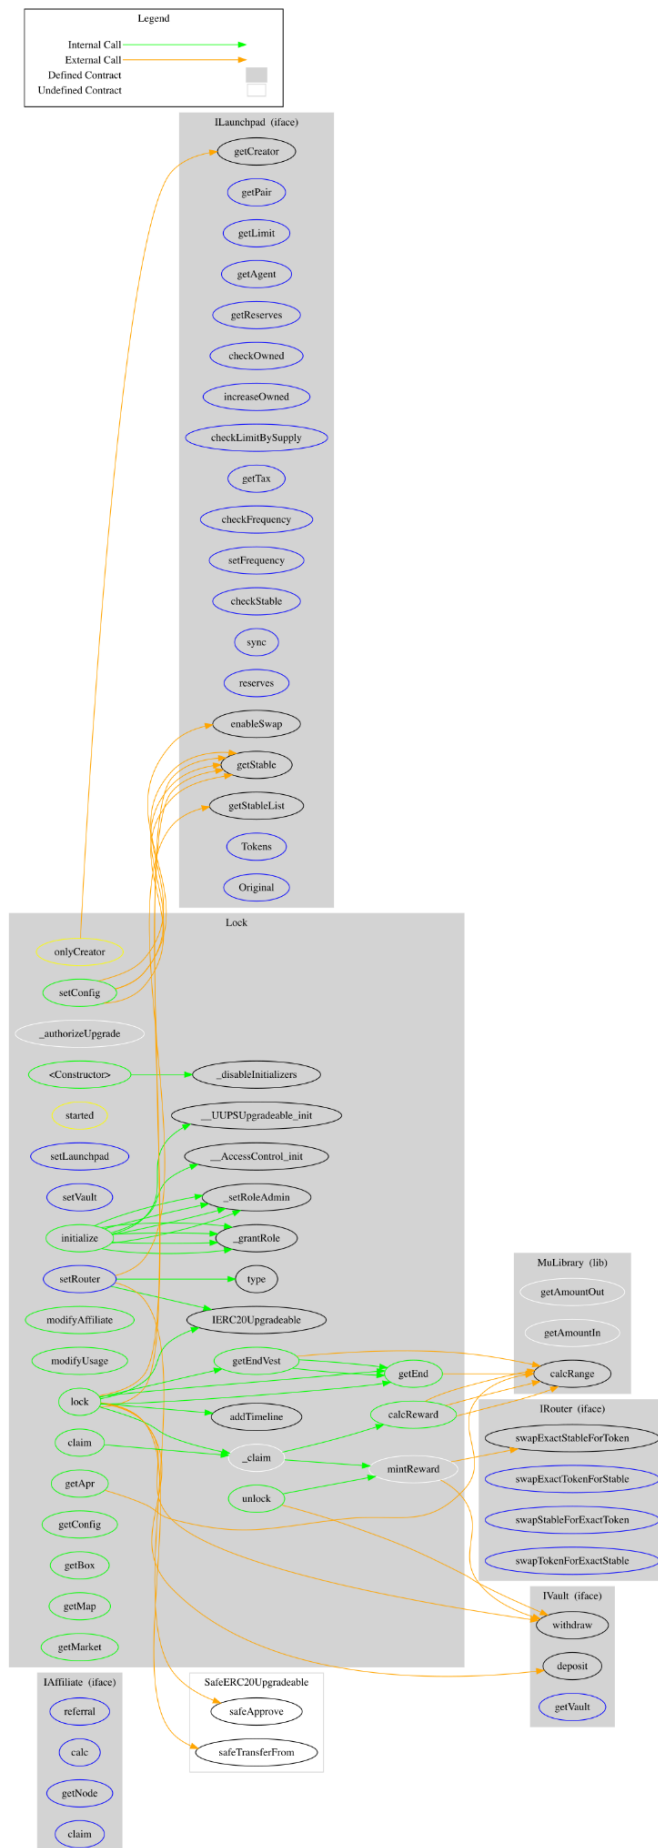 Legend
Internal Call
External Call
Defined Contract
Undefined Contract
ILaunchpad (iface)
getCreator
getPair
getLimit
getAgent
getReserves
checkOwned
increaseOwned
checkLimitBySupply
getTax
checkFrequency
setFrequency
checkStable
sync
reserves
enableSwap
getStable
getStableList
Tokens
Original
Lock
onlyCreator
setConfig
_authorizeUpgrade
<Constructor>
_disableInitializers
started
__UUPSUpgradeable_init
setLaunchpad
__AccessControl_init
setVault
_setRoleAdmin
initialize
_grantRole
setRouter
type
modifyAffiliate
IERC20Upgradeable
modifyUsage
getEndVest
getEnd
lock
addTimeline
calcReward
claim
_claim
mintReward
getApr
unlock
getConfig
getBox
getMap
getMarket
MuLibrary (lib)
getAmountOut
getAmountIn
calcRange
IRouter (iface)
swapExactStableForToken
swapExactTokenForStable
swapStableForExactToken
swapTokenForExactStable
IVault (iface)
withdraw
deposit
getVault
IAffiliate (iface)
referral
calc
getNode
claim
SafeERC20Upgradeable
safeApprove
safeTransferFrom